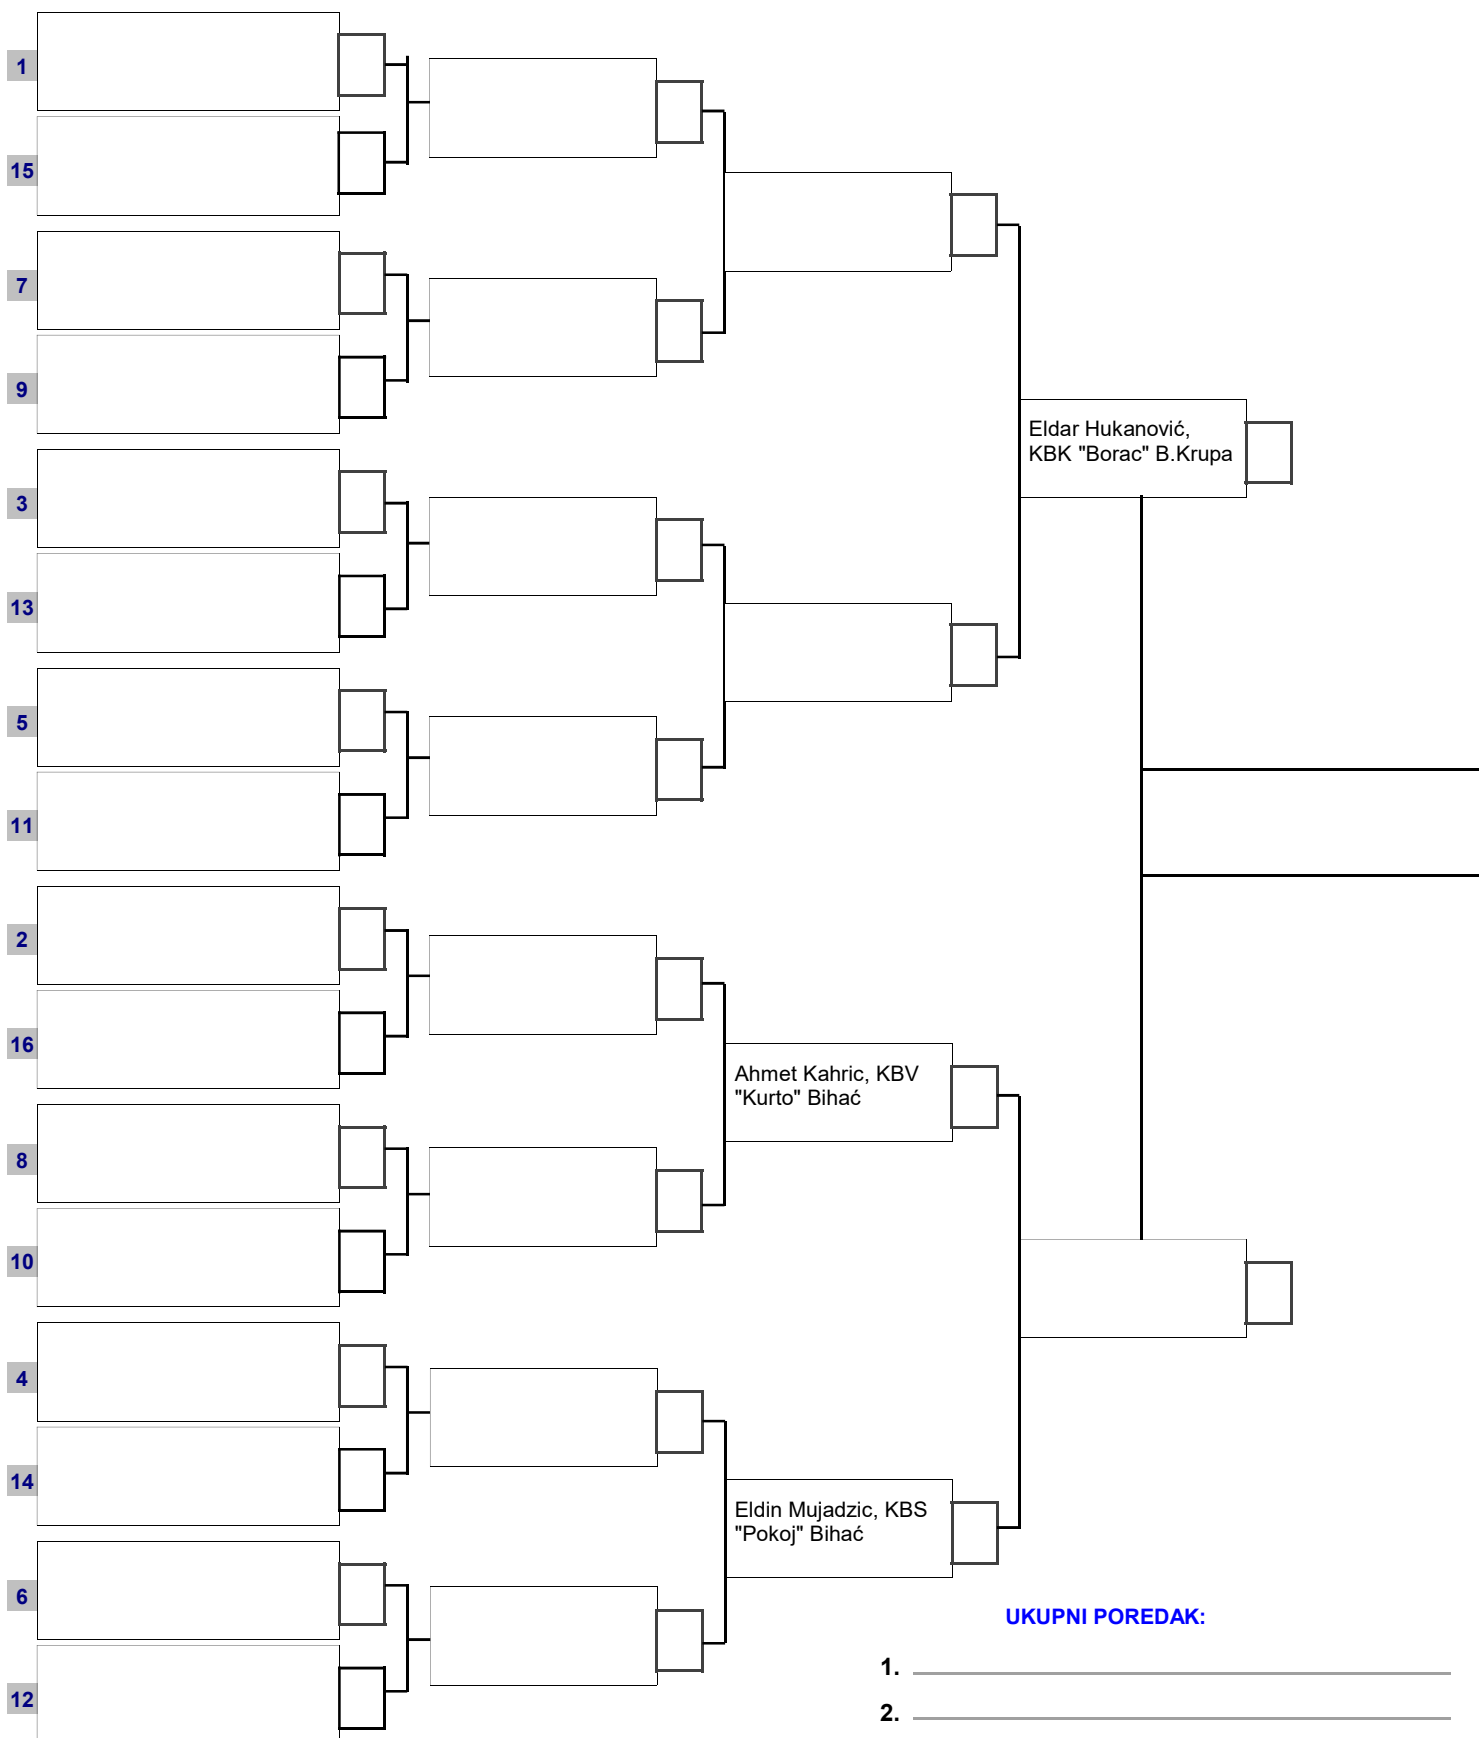 1
15
7
9
3
13
5
11
2
16
8
10
4
14
6
12
Eldar Hukanović,
KBK "Borac" B.Krupa
Ahmet Kahric, KBV
"Kurto" Bihać
Eldin Mujadzic, KBS
"Pokoj" Bihać
UKUPNI POREDAK:
1.
2.